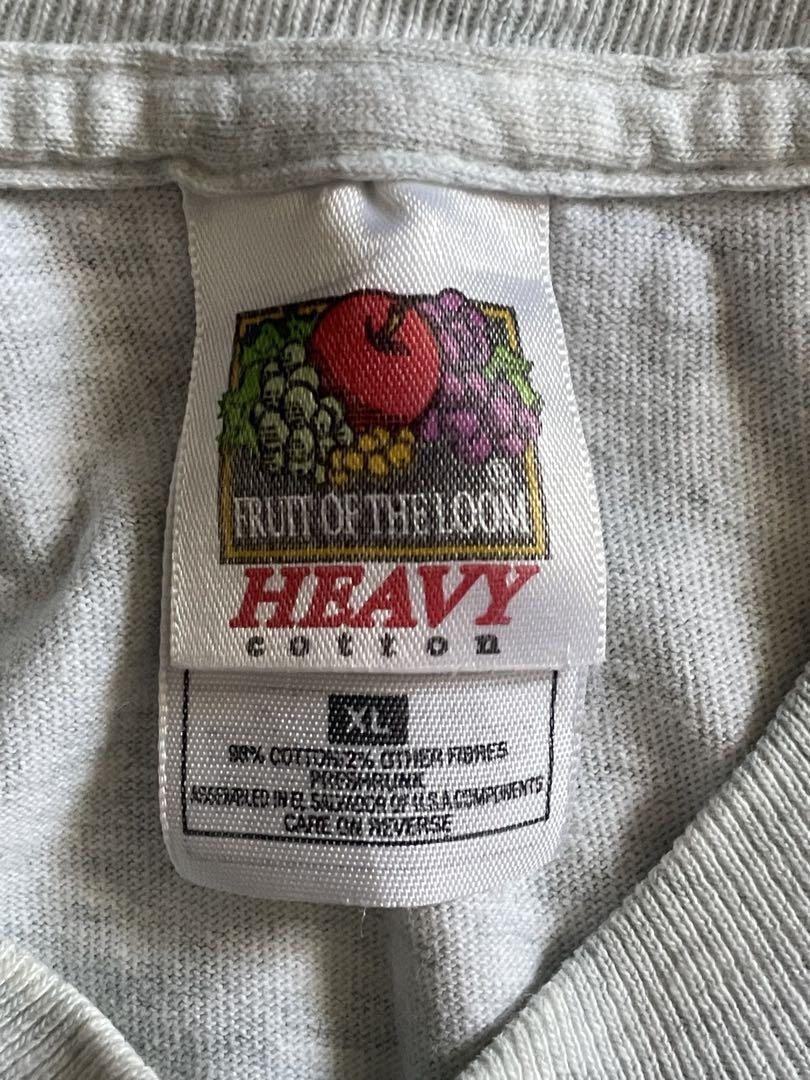 ®
FRUIT OF THE LOOM
HEAVY
cotton
XL
98% COTTON/2% OTHER FIBRES
PRESHRUNK
ASSEMBLED IN EL SALVADOR OF U.S.A COMPONENTS
CARE ON REVERSE